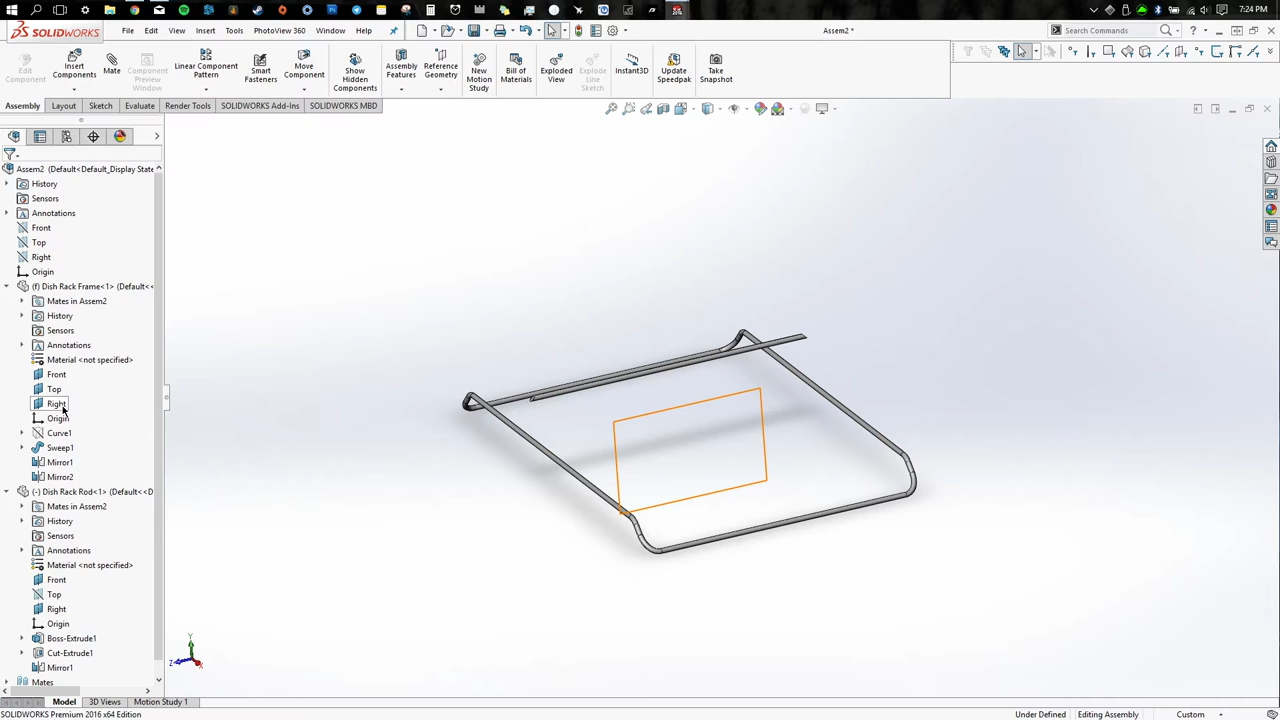 7:24 PM
SOLIDWORKS File Edit View Insert Tools PhotoView 360 Window Help Assem2 * Search Commands
Edit Component
Insert Components
Mate
Component Preview Window
Linear Component Pattern
Smart Fasteners
Move Component
Show Hidden Components
Assembly Features
Reference Geometry
New Motion Study
Bill of Materials
Exploded View
Explode Line Sketch
Instant3D
Update Speedpak
Take Snapshot
Assembly Layout Sketch Evaluate Render Tools SOLIDWORKS Add-Ins SOLIDWORKS MBD
Assem2 (Default<Default_Display State
History
Sensors
Annotations
Front
Top
Right
Origin
(f) Dish Rack Frame<1> (Default<<
Mates in Assem2
History
Sensors
Annotations
Material <not specified>
Front
Top
Right
Origin
Curve1
Sweep1
Mirror1
Mirror2
(-) Dish Rack Rod<1> (Default<<D
Mates in Assem2
History
Sensors
Annotations
Material <not specified>
Front
Top
Right
Origin
Boss-Extrude1
Cut-Extrude1
Mirror1
Mates
Y
Z
X
Model 3D Views Motion Study 1
SOLIDWORKS Premium 2016 x64 Edition Under Defined Editing Assembly Custom